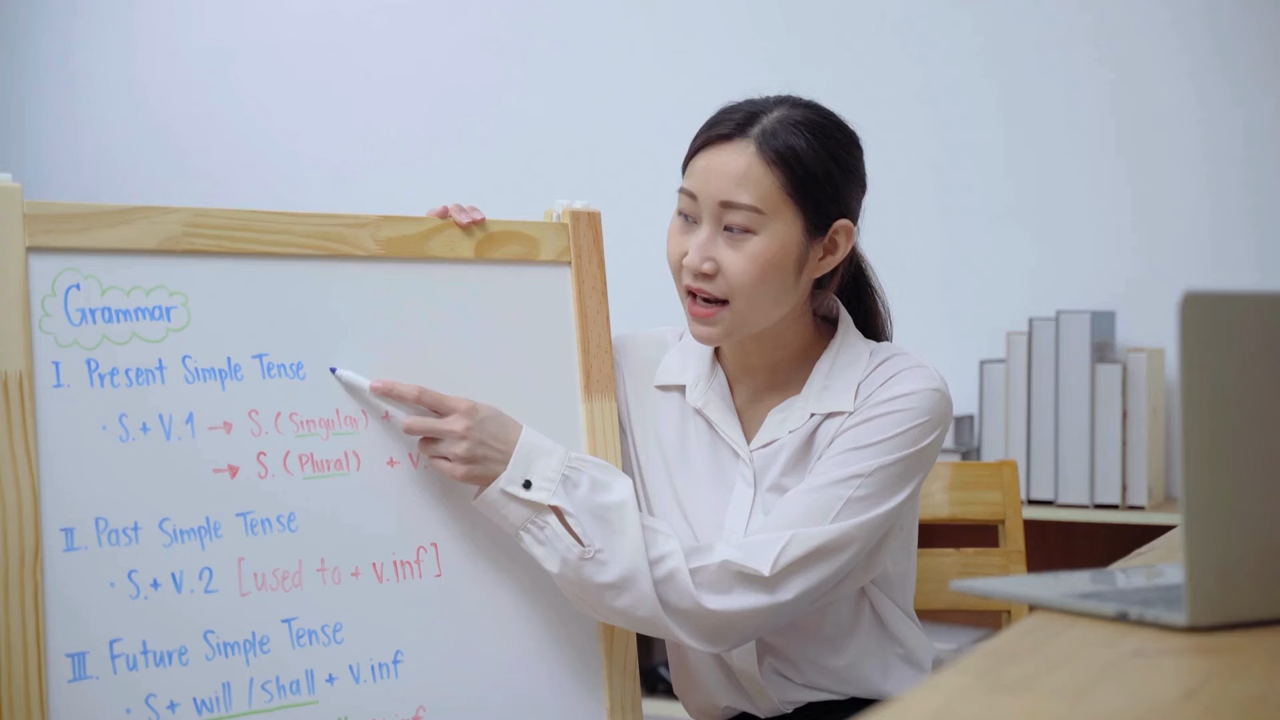 Grammar
I. Present Simple Tense
· S.+ V.1 → S.(Singular) +
→ S.(Plural) + V.
II. Past Simple Tense
· S.+ V.2 [used to + v.inf]
III. Future Simple Tense
· S+ will/shall + v.inf